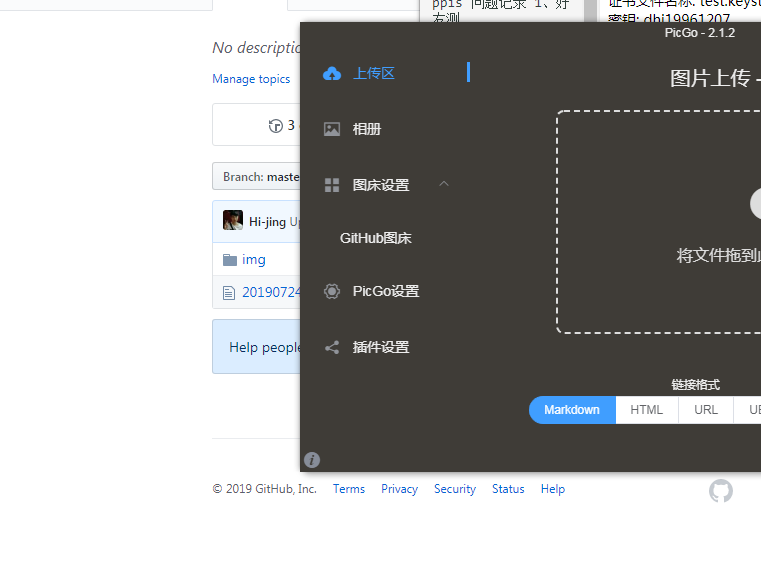 ppis 问题记录 1、好
友测
证书文件名称: test.keyst
密钥: dhj19961207
No descriptio
Manage topics
3
Branch: maste
Hi-jing Up
img
20190724
Help people
© 2019 GitHub, Inc. Terms Privacy Security Status Help
PicGo - 2.1.2
上传区
相册
图床设置
GitHub图床
PicGo设置
插件设置
图片上传 -
将文件拖到此
链接格式
Markdown HTML URL UB